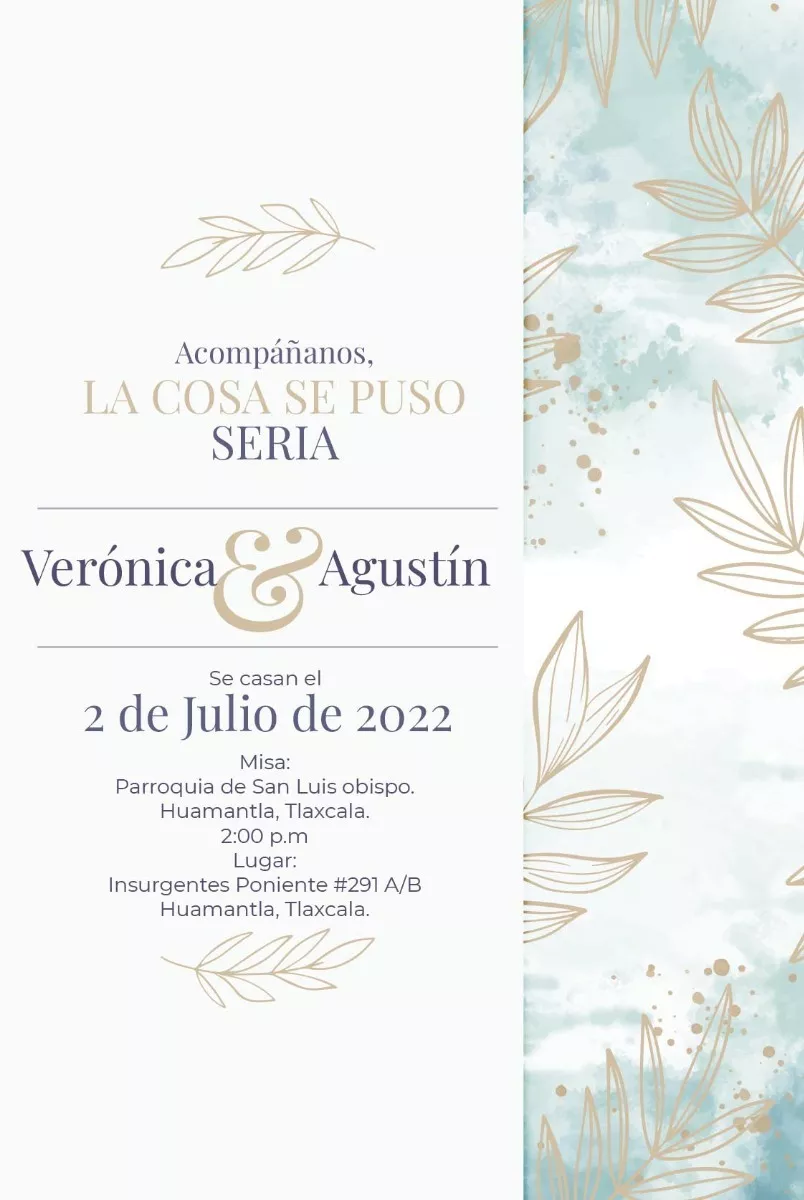 Acompáñanos,
LA COSA SE PUSO
SERIA
Verónica & Agustín
Se casan el
2 de Julio de 2022
Misa:
Parroquia de San Luis obispo.
Huamantla, Tlaxcala.
2:00 p.m
Lugar:
Insurgentes Poniente #291 A/B
Huamantla, Tlaxcala.